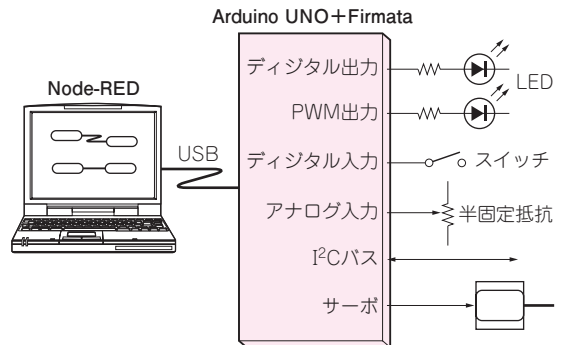 Arduino UNO＋Firmata
Node-RED
USB
ディジタル出力
LED
PWM出力
ディジタル入力
スイッチ
アナログ入力
半固定抵抗
I²Cバス
サーボ